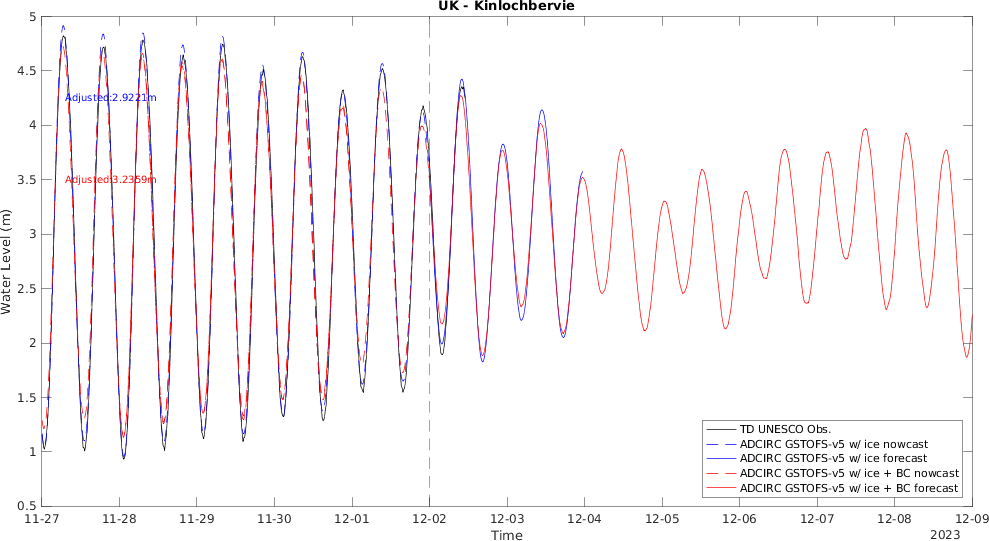 UK - Kinlochbervie
5
4.5
4
3.5
3
2.5
2
1.5
1
0.5
Water Level (m)
Adjusted:2.9221m
Adjusted:3.2359m
TD UNESCO Obs.
ADCIRC GSTOFS-v5 w/ ice nowcast
ADCIRC GSTOFS-v5 w/ ice forecast
ADCIRC GSTOFS-v5 w/ ice + BC nowcast
ADCIRC GSTOFS-v5 w/ ice + BC forecast
11-27 11-28 11-29 11-30 12-01 12-02 12-03 12-04 12-05 12-06 12-07 12-08 12-09
Time
2023